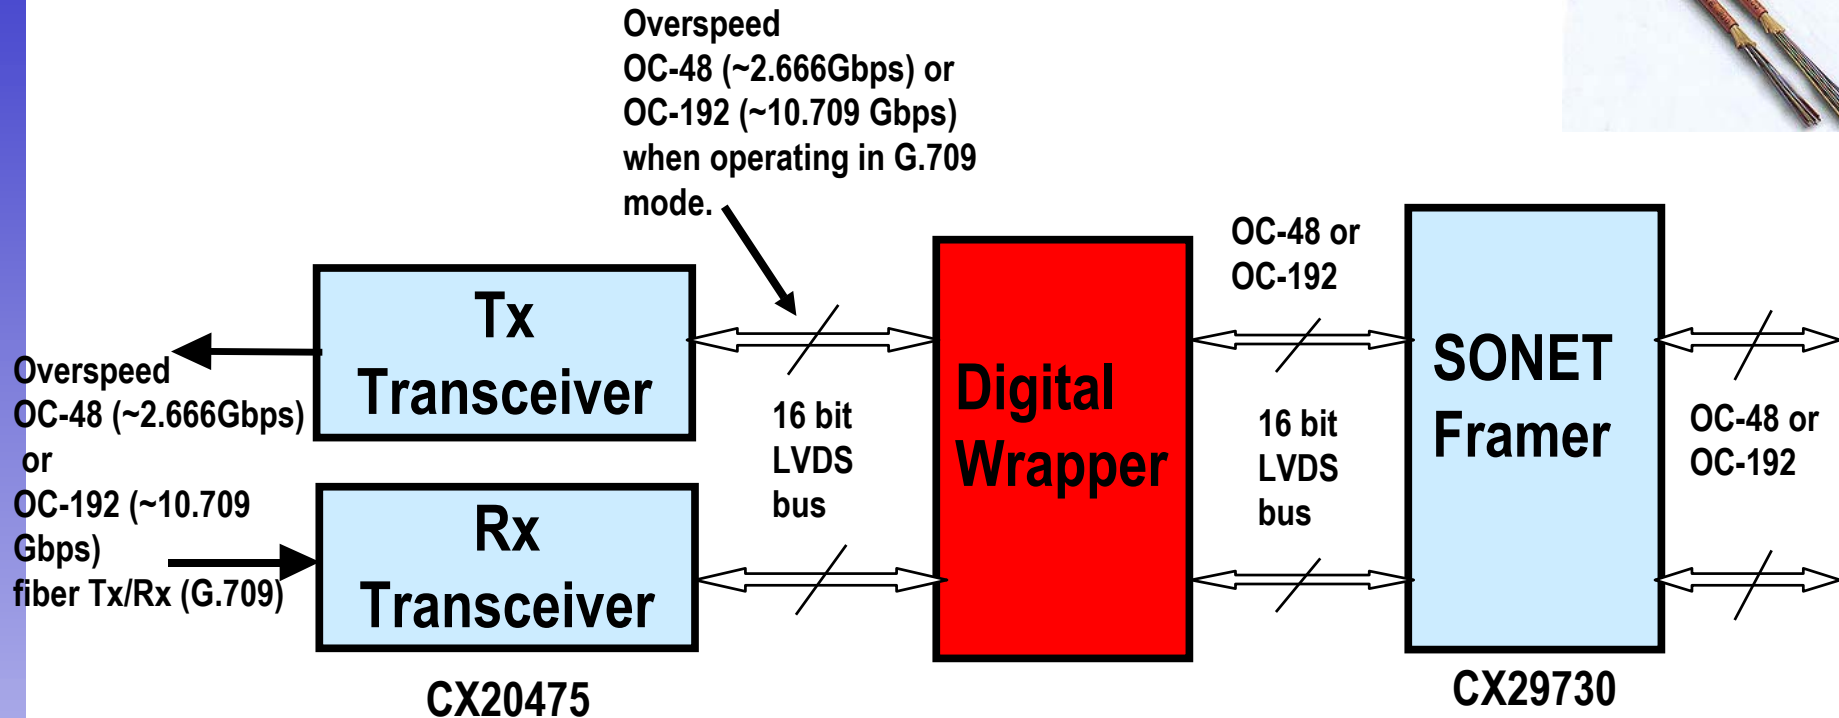 Overspeed
OC-48 (~2.666Gbps) or
OC-192 (~10.709 Gbps)
when operating in G.709
mode.
Tx
Transceiver
Overspeed
OC-48 (~2.666Gbps)
or
OC-192 (~10.709
Gbps)
fiber Tx/Rx (G.709)
Rx
Transceiver
CX20475
16 bit
LVDS
bus
Digital
Wrapper
OC-48 or
OC-192
16 bit
LVDS
bus
SONET
Framer
CX29730
OC-48 or
OC-192